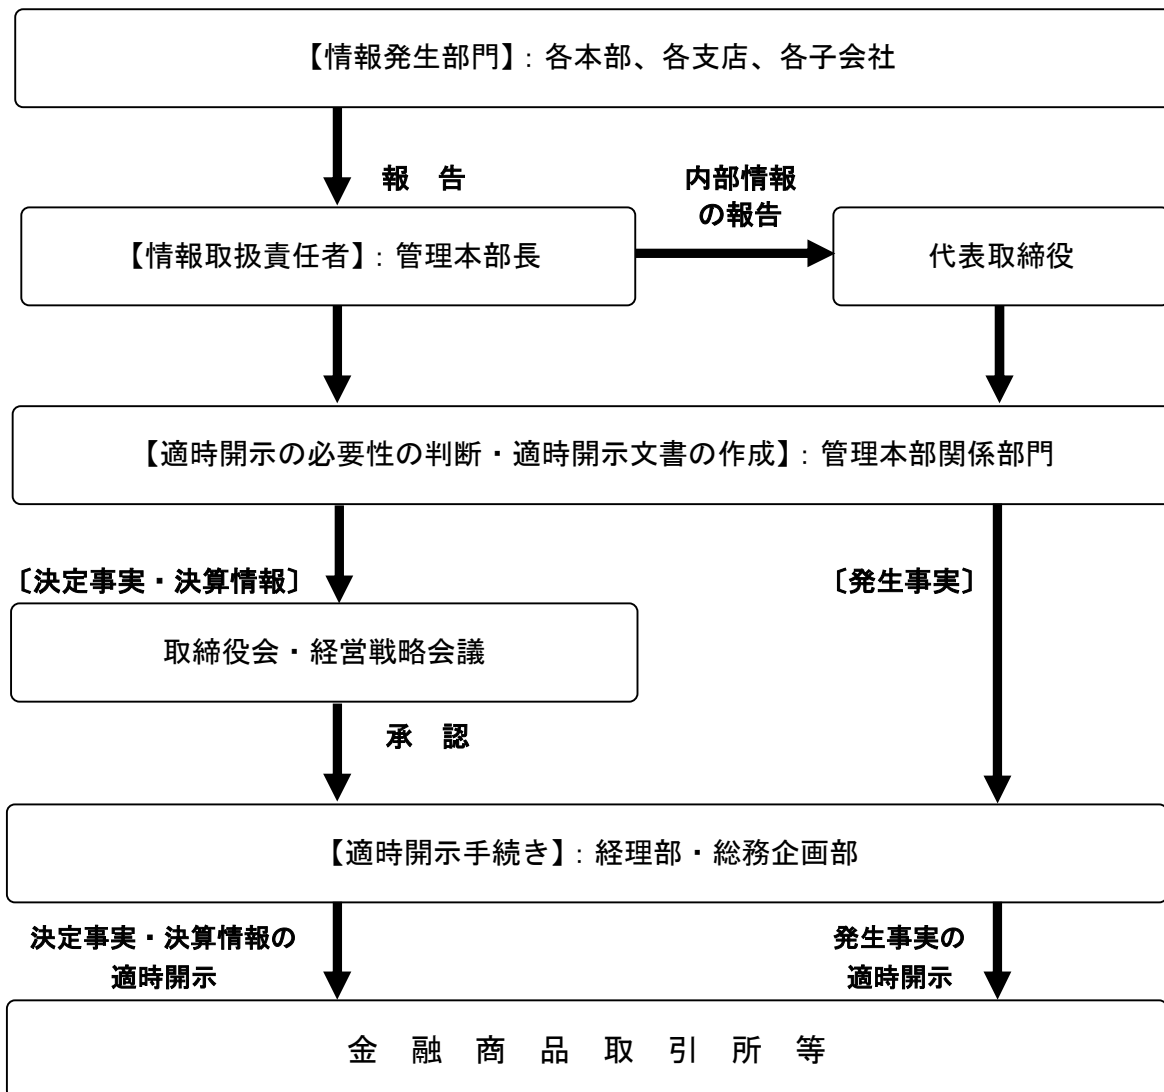 【情報発生部門】:各本部、各支店、各子会社
報 告
内部情報
の報告
【情報取扱責任者】:管理本部長
代表取締役
【適時開示の必要性の判断・適時開示文書の作成】:管理本部関係部門
〔決定事実・決算情報〕
〔発生事実〕
取締役会・経営戦略会議
承 認
【適時開示手続き】:経理部・総務企画部
決定事実・決算情報の
適時開示
発生事実の
適時開示
金 融 商 品 取 引 所 等